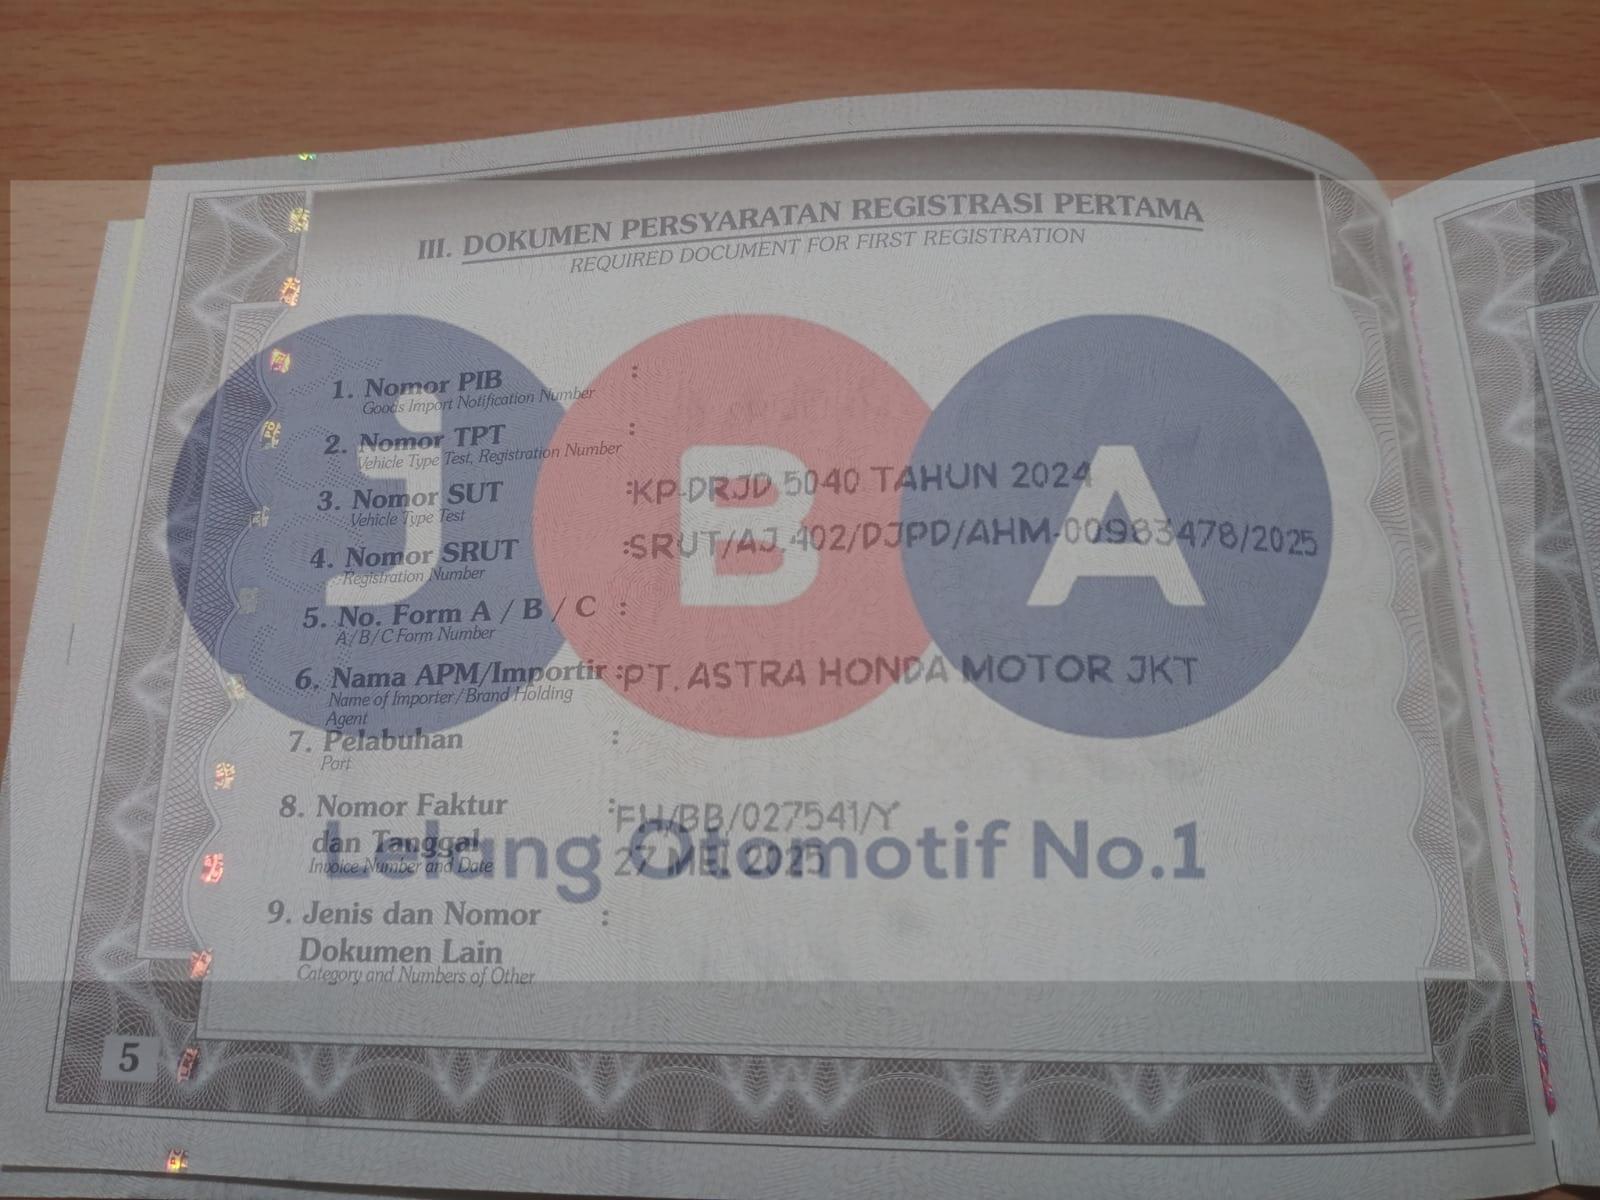 III. DOKUMEN PERSYARATAN REGISTRASI PERTAMA
REQUIRED DOCUMENT FOR FIRST REGISTRATION
1. Nomor PIB :
Goods Import Notification Number
2. Nomor TPT :
Vehicle Type Test, Registration Number
3. Nomor SUT :KP-DRJD 5040 TAHUN 2024
Vehicle Type Test
4. Nomor SRUT :SRUT/AJ.402/DJPD/AHM-00983478/2025
Registration Number
5. No. Form A / B / C :
A / B / C Form Number
6. Nama APM/Importir :PT. ASTRA HONDA MOTOR JKT
Name of Importer / Brand Holding
Agent
7. Pelabuhan :
Port
8. Nomor Faktur :FH/BB/027541/Y
dan Tanggal 27 MEI 2025
Invoice Number and Date
9. Jenis dan Nomor :
Dokumen Lain
Category and Numbers of Other
5
JBA
Lelang Otomotif No.1